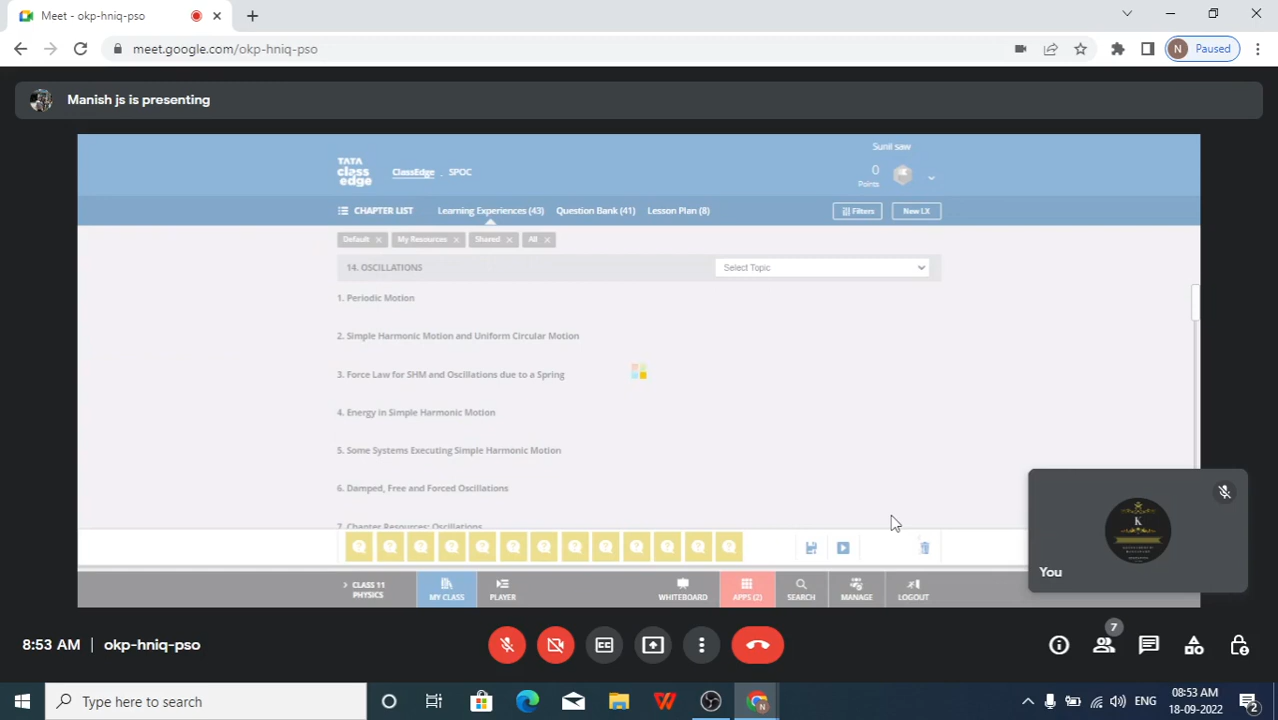 Meet - okp-hniq-pso
meet.google.com/okp-hniq-pso
N Paused
Manish js is presenting
Sunil saw
TATA
class
edge
ClassEdge . SPOC
0
Points
CHAPTER LIST Learning Experiences (43) Question Bank (41) Lesson Plan (8) Filters New LX
Default × My Resources × Shared × All ×
14. OSCILLATIONS Select Topic
1. Periodic Motion
2. Simple Harmonic Motion and Uniform Circular Motion
3. Force Law for SHM and Oscillations due to a Spring
4. Energy in Simple Harmonic Motion
5. Some Systems Executing Simple Harmonic Motion
6. Damped, Free and Forced Oscillations
7. Chapter Resources: Oscillations
K
You
CLASS 11
PHYSICS
MY CLASS PLAYER WHITEBOARD APPS (2) SEARCH MANAGE LOGOUT
8:53 AM | okp-hniq-pso
CC
7
Type here to search
ENG
08:53 AM
18-09-2022
2